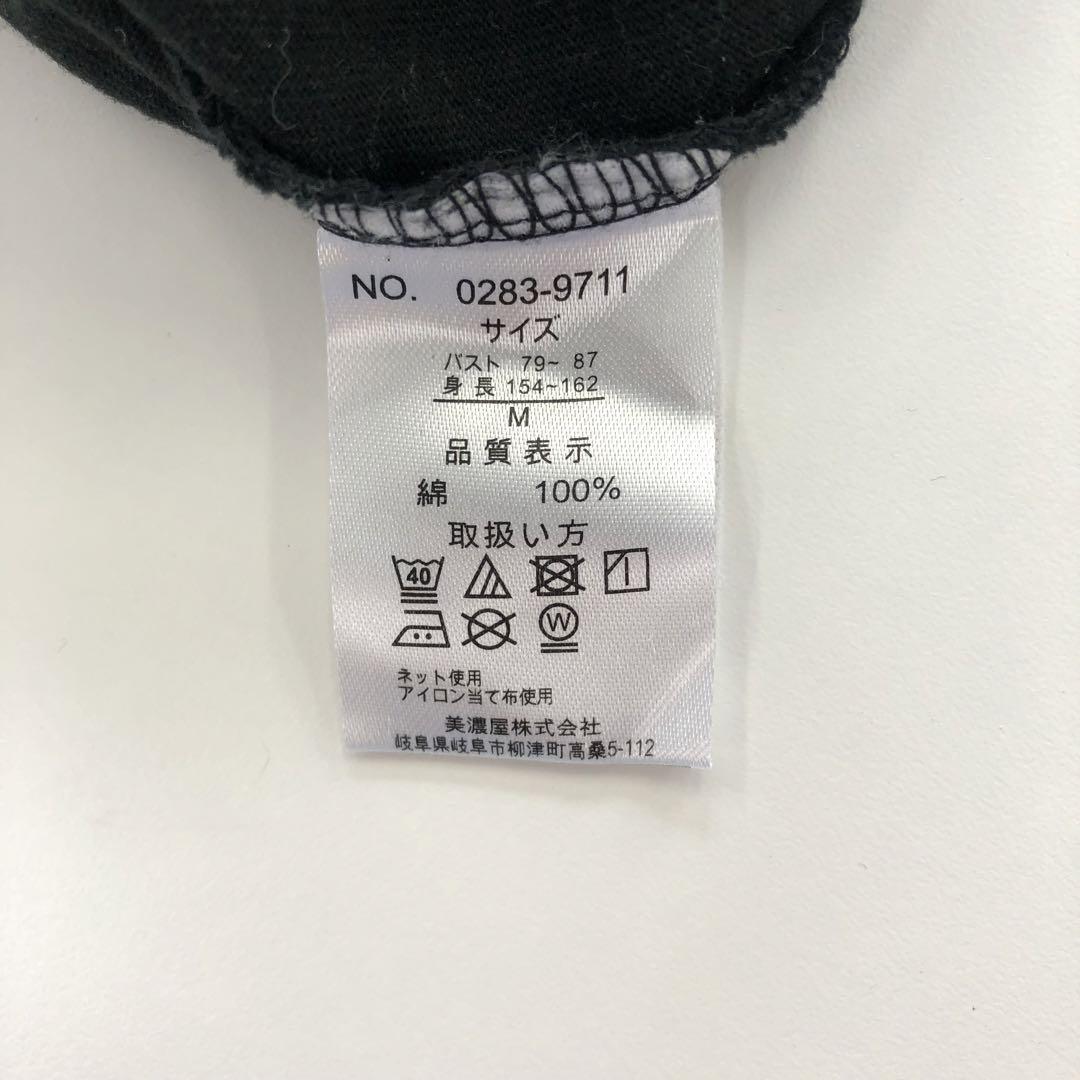 NO. 0283-9711
サイズ
バスト 79~ 87
身長 154~162
M
品質表示
綿 100%
取扱い方
40
W
ネット使用
アイロン当て布使用
美濃屋株式会社
岐阜県岐阜市柳津町高桑5-112